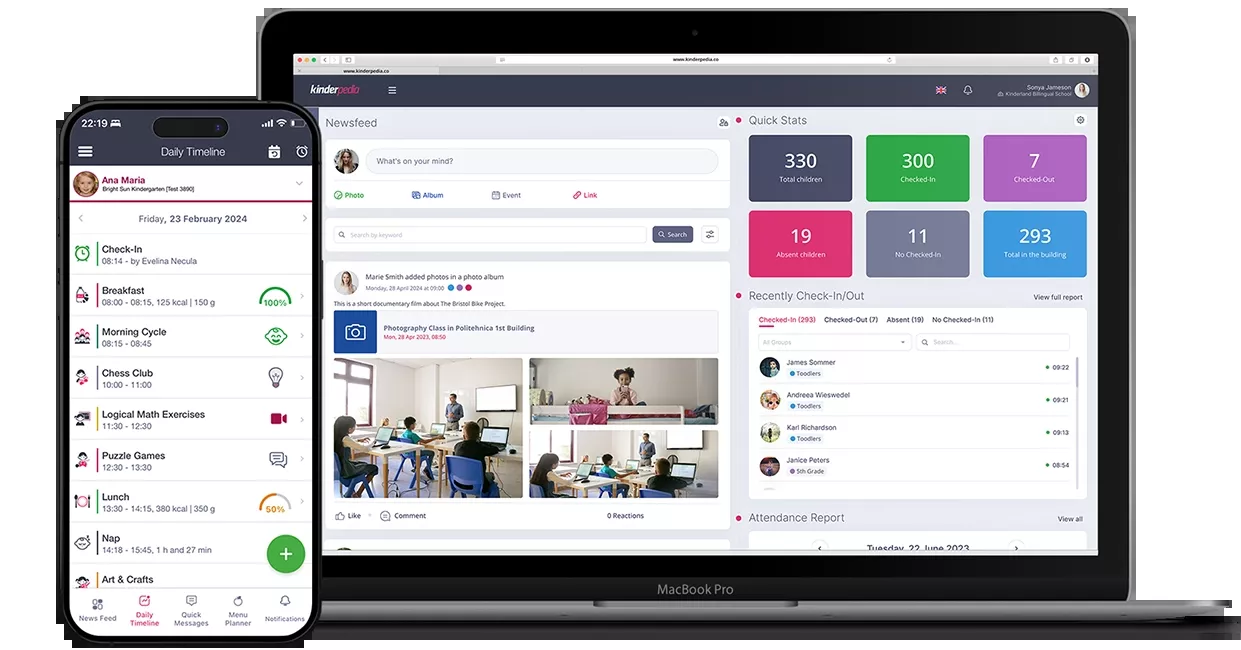 22:19
Daily Timeline
Ana Maria
Bright Sun Kindergarten [Test 3890]
Friday, 23 February 2024
Check-In
08:14 - by Evelina Necula
Breakfast
08:00 - 08:15, 125 kcal | 150 g
100%
Morning Cycle
08:15 - 08:45
Chess Club
10:00 - 11:00
Logical Math Exercises
11:30 - 12:30
Puzzle Games
12:30 - 13:30
Lunch
13:30 - 14:15, 380 kcal | 350 g
50%
Nap
14:18 - 15:45, 1 h and 27 min
+
Art & Crafts
News Feed
Daily Timeline
Quick Messages
Menu Planner
Notifications
www.kinderpedia.co
www.kinderpedia.co
kinderpedia
Sonya Jameson
Kinderland Billingual School
Newsfeed
What's on your mind?
Photo
Album
Event
Link
Search by keyword
Search
Marie Smith added photos in a photo album
Monday, 28 April 2024 at 09:00
This is a short documentary film about The Bristol Bike Project.
Photography Class in Politehnica 1st Building
Mon, 28 Apr 2023, 08:50
Like
Comment
0 Reactions
Quick Stats
330
Total children
300
Checked-In
7
Checked-Out
19
Absent children
11
No Checked-In
293
Total in the building
Recently Check-In/Out
View full report
Checked-In (293)
Checked-Out (7)
Absent (19)
No Checked-In (11)
All Groups
Search...
James Sommer
Toodlers
09:22
Andreea Wieswedel
Toodlers
09:21
Karl Richardson
Toodlers
09:13
Janice Peters
5th Grade
08:54
Attendance Report
View all
Tuesday, 22 June 2023
MacBook Pro